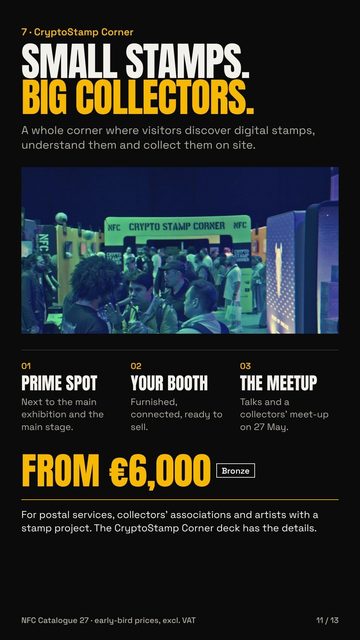 7 · CryptoStamp Corner
SMALL STAMPS.
BIG COLLECTORS.
A whole corner where visitors discover digital stamps,
understand them and collect them on site.
NFC CRYPTO STAMP CORNER NFC
NFC
01
PRIME SPOT
Next to the main
exhibition and the
main stage.
02
YOUR BOOTH
Furnished,
connected, ready to
sell.
03
THE MEETUP
Talks and a
collectors' meet-up
on 27 May.
FROM €6,000 Bronze
For postal services, collectors' associations and artists with a
stamp project. The CryptoStamp Corner deck has the details.
NFC Catalogue 27 · early-bird prices, excl. VAT
11 / 13